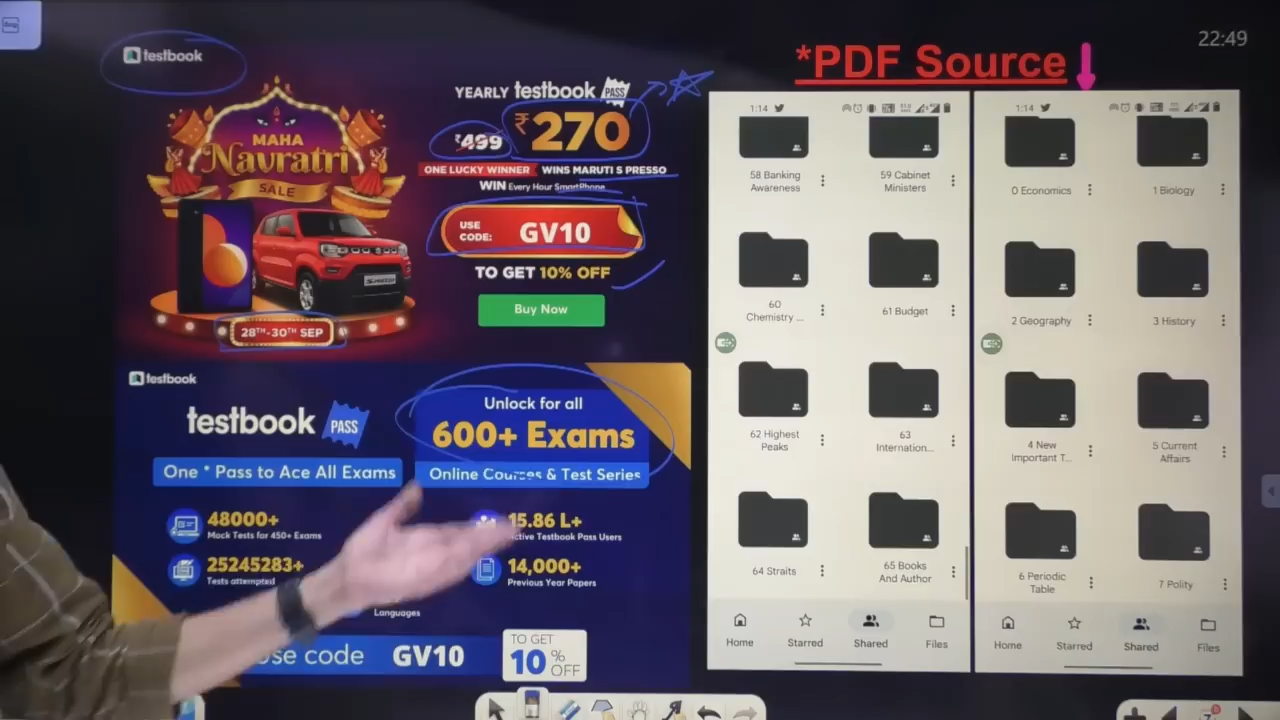 testbook
MAHA
Navratri
SALE
28TH-30TH SEP
YEARLY testbook PASS
₹499 ₹270
ONE LUCKY WINNER WINS MARUTI S PRESSO
WIN Every Hour SmartPhone
USE CODE: GV10
TO GET 10% OFF
Buy Now
testbook
testbook PASS
One * Pass to Ace All Exams
Unlock for all
600+ Exams
Online Courses & Test Series
48000+
Mock Tests for 450+ Exams
15.86 L+
Active Testbook Pass Users
25245283+
Tests attempted
14,000+
Previous Year Papers
Languages
use code GV10
TO GET
10% OFF
22:49
*PDF Source
1:14
58 Banking Awareness
59 Cabinet Ministers
60 Chemistry ...
61 Budget
62 Highest Peaks
63 Internation...
64 Straits
65 Books And Author
Home
Starred
Shared
Files
1:14
0 Economics
1 Biology
2 Geography
3 History
4 New Important T...
5 Current Affairs
6 Periodic Table
7 Polity
Home
Starred
Shared
Files